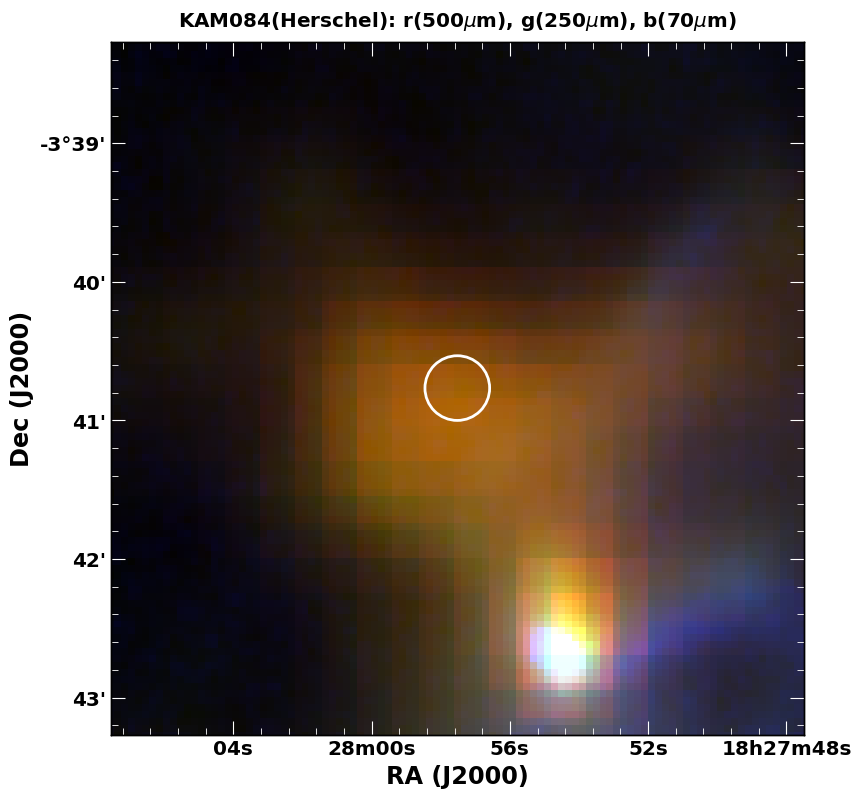 KAM084(Herschel): r(500μm), g(250μm), b(70μm)
-3°39'
40'
41'
42'
43'
Dec (J2000)
04s
28m00s
56s
52s
18h27m48s
RA (J2000)